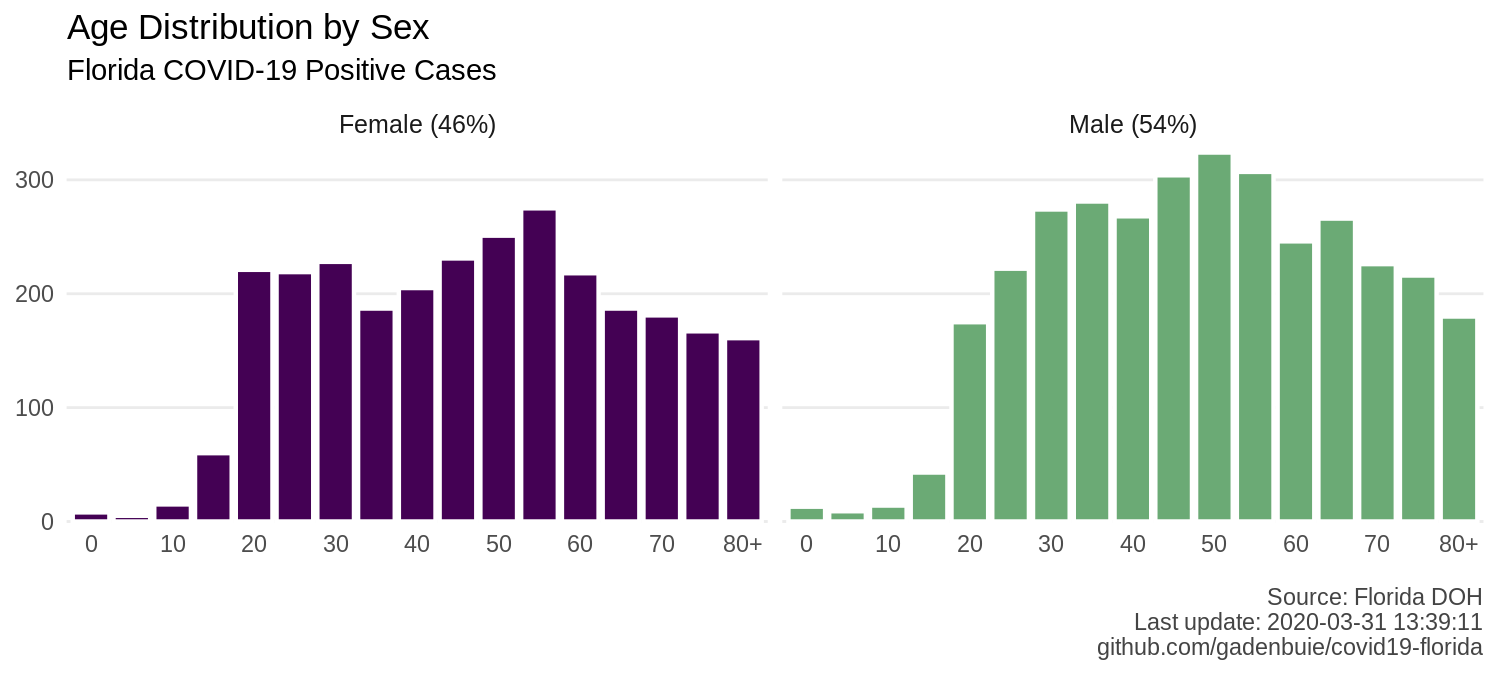 Age Distribution by Sex
Florida COVID-19 Positive Cases
Female (46%)
Male (54%)
300
200
100
0
0 10 20 30 40 50 60 70 80+
0 10 20 30 40 50 60 70 80+
Source: Florida DOH
Last update: 2020-03-31 13:39:11
github.com/gadenbuie/covid19-florida